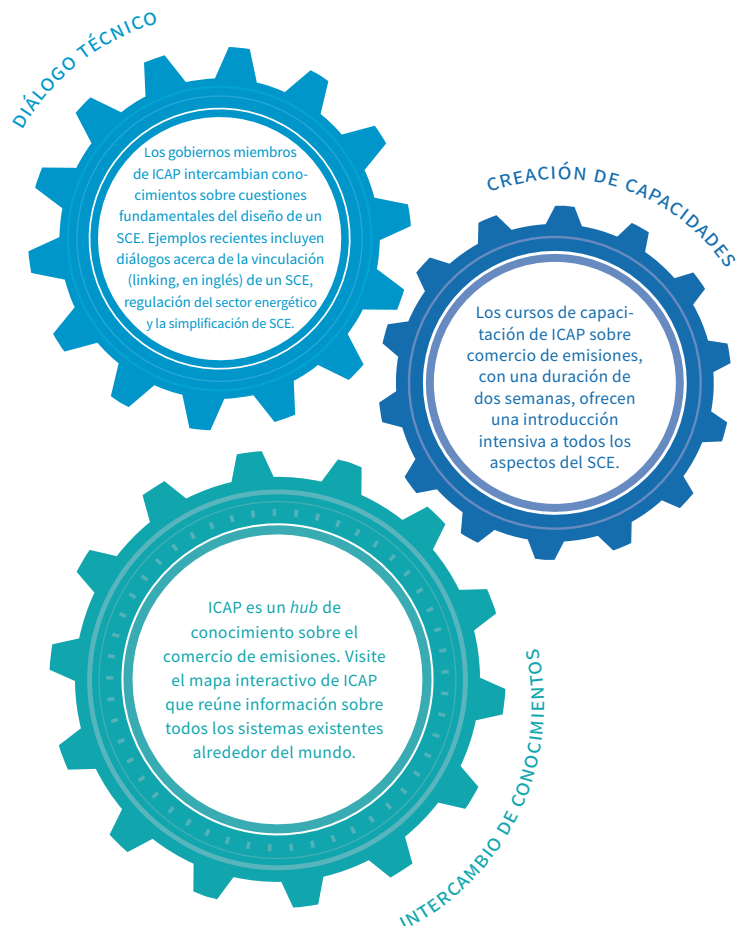 DIÁLOGO TÉCNICO
Los gobiernos miembros
de ICAP intercambian cono-
cimientos sobre cuestiones
fundamentales del diseño de un
SCE. Ejemplos recientes incluyen
diálogos acerca de la vinculación
(linking, en inglés) de un SCE,
regulación del sector energético
y la simplificación de SCE.
CREACIÓN DE CAPACIDADES
Los cursos de capaci-
tación de ICAP sobre
comercio de emisiones,
con una duración de
dos semanas, ofrecen
una introducción
intensiva a todos los
aspectos del SCE.
ICAP es un hub de
conocimiento sobre el
comercio de emisiones. Visite
el mapa interactivo de ICAP
que reúne información sobre
todos los sistemas existentes
alrededor del mundo.
INTERCAMBIO DE CONOCIMIENTOS